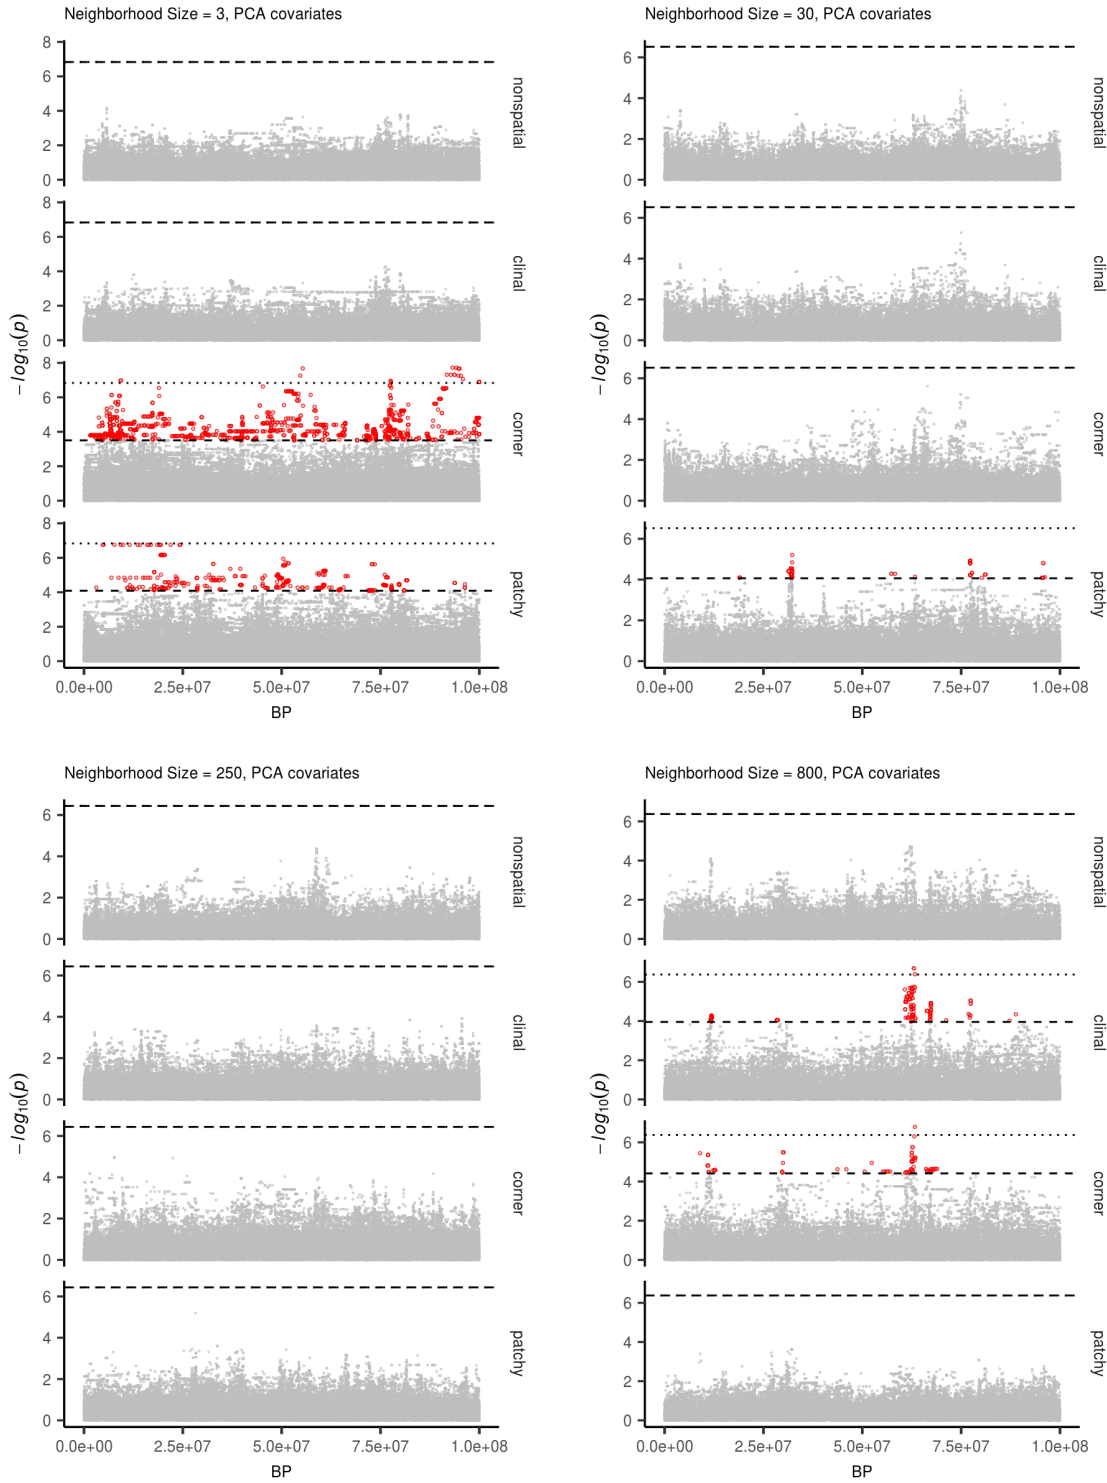 Neighborhood Size = 3, PCA covariates
8
6
4
2
0
nonspatial
8
6
4
2
0
clinal
8
6
4
2
0
corner
8
6
4
2
0
patchy
−log10(p)
0.0e+00 2.5e+07 5.0e+07 7.5e+07 1.0e+08
BP
Neighborhood Size = 30, PCA covariates
6
4
2
0
nonspatial
6
4
2
0
clinal
6
4
2
0
corner
6
4
2
0
patchy
−log10(p)
0.0e+00 2.5e+07 5.0e+07 7.5e+07 1.0e+08
BP
Neighborhood Size = 250, PCA covariates
6
4
2
0
nonspatial
6
4
2
0
clinal
6
4
2
0
corner
6
4
2
0
patchy
−log10(p)
0.0e+00 2.5e+07 5.0e+07 7.5e+07 1.0e+08
BP
Neighborhood Size = 800, PCA covariates
6
4
2
0
nonspatial
6
4
2
0
clinal
6
4
2
0
corner
6
4
2
0
patchy
−log10(p)
0.0e+00 2.5e+07 5.0e+07 7.5e+07 1.0e+08
BP